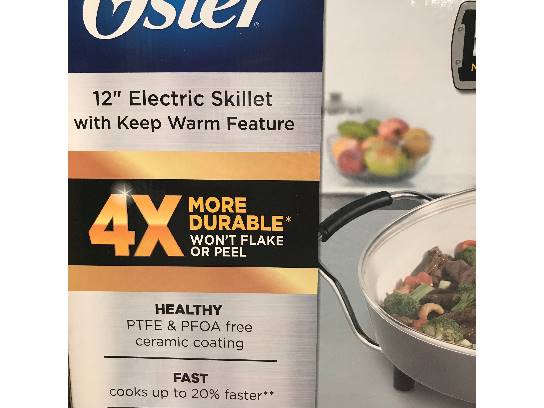 Oster
12" Electric Skillet
with Keep Warm Feature
4X
MORE
DURABLE*
WON'T FLAKE
OR PEEL
HEALTHY
PTFE & PFOA free
ceramic coating
FAST
cooks up to 20% faster**